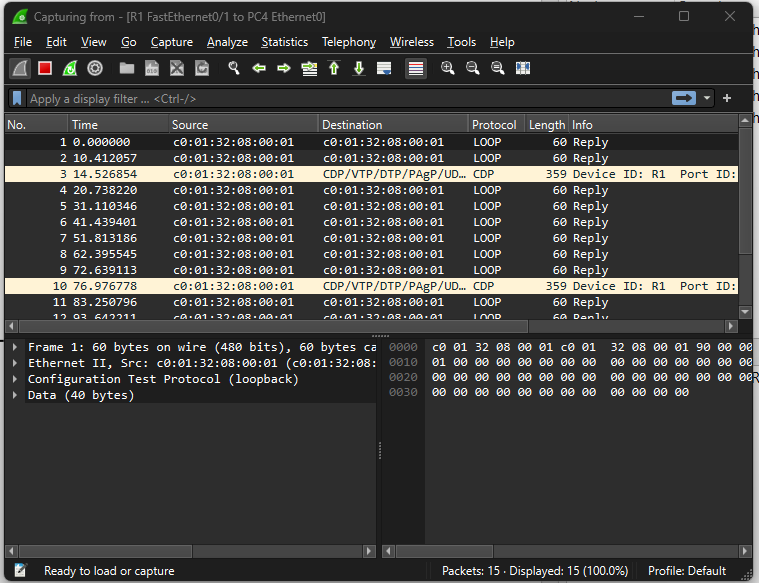 Capturing from - [R1 FastEthernet0/1 to PC4 Ethernet0]
File Edit View Go Capture Analyze Statistics Telephony Wireless Tools Help
Apply a display filter ... <Ctrl-/>
No. Time Source Destination Protocol Length Info
1 0.000000 c0:01:32:08:00:01 c0:01:32:08:00:01 LOOP 60 Reply
2 10.412057 c0:01:32:08:00:01 c0:01:32:08:00:01 LOOP 60 Reply
3 14.526854 c0:01:32:08:00:01 CDP/VTP/DTP/PAgP/UD… CDP 359 Device ID: R1 Port ID:
4 20.738220 c0:01:32:08:00:01 c0:01:32:08:00:01 LOOP 60 Reply
5 31.110346 c0:01:32:08:00:01 c0:01:32:08:00:01 LOOP 60 Reply
6 41.439401 c0:01:32:08:00:01 c0:01:32:08:00:01 LOOP 60 Reply
7 51.813186 c0:01:32:08:00:01 c0:01:32:08:00:01 LOOP 60 Reply
8 62.395545 c0:01:32:08:00:01 c0:01:32:08:00:01 LOOP 60 Reply
9 72.639113 c0:01:32:08:00:01 c0:01:32:08:00:01 LOOP 60 Reply
10 76.976778 c0:01:32:08:00:01 CDP/VTP/DTP/PAgP/UD… CDP 359 Device ID: R1 Port ID:
11 83.250796 c0:01:32:08:00:01 c0:01:32:08:00:01 LOOP 60 Reply
12 93.642211 c0:01:32:08:00:01 c0:01:32:08:00:01 LOOP 60 Reply
Frame 1: 60 bytes on wire (480 bits), 60 bytes ca
Ethernet II, Src: c0:01:32:08:00:01 (c0:01:32:08:
Configuration Test Protocol (loopback)
Data (40 bytes)
0000 c0 01 32 08 00 01 c0 01 32 08 00 01 90 00 00
0010 01 00 00 00 00 00 00 00 00 00 00 00 00 00 00
0020 00 00 00 00 00 00 00 00 00 00 00 00 00 00 00
0030 00 00 00 00 00 00 00 00 00 00 00 00
Ready to load or capture
Packets: 15 · Displayed: 15 (100.0%)
Profile: Default